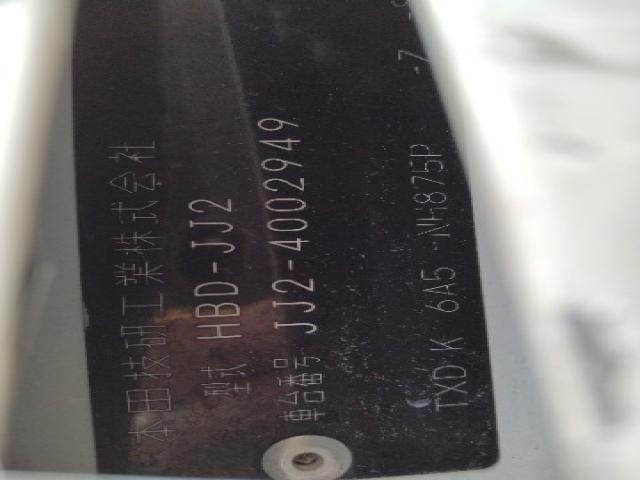 本田技研工業株式会社
型式 HBD-JJ2
車台番号 JJ2-4002949
TXD K 6A5 -NH875P -Z